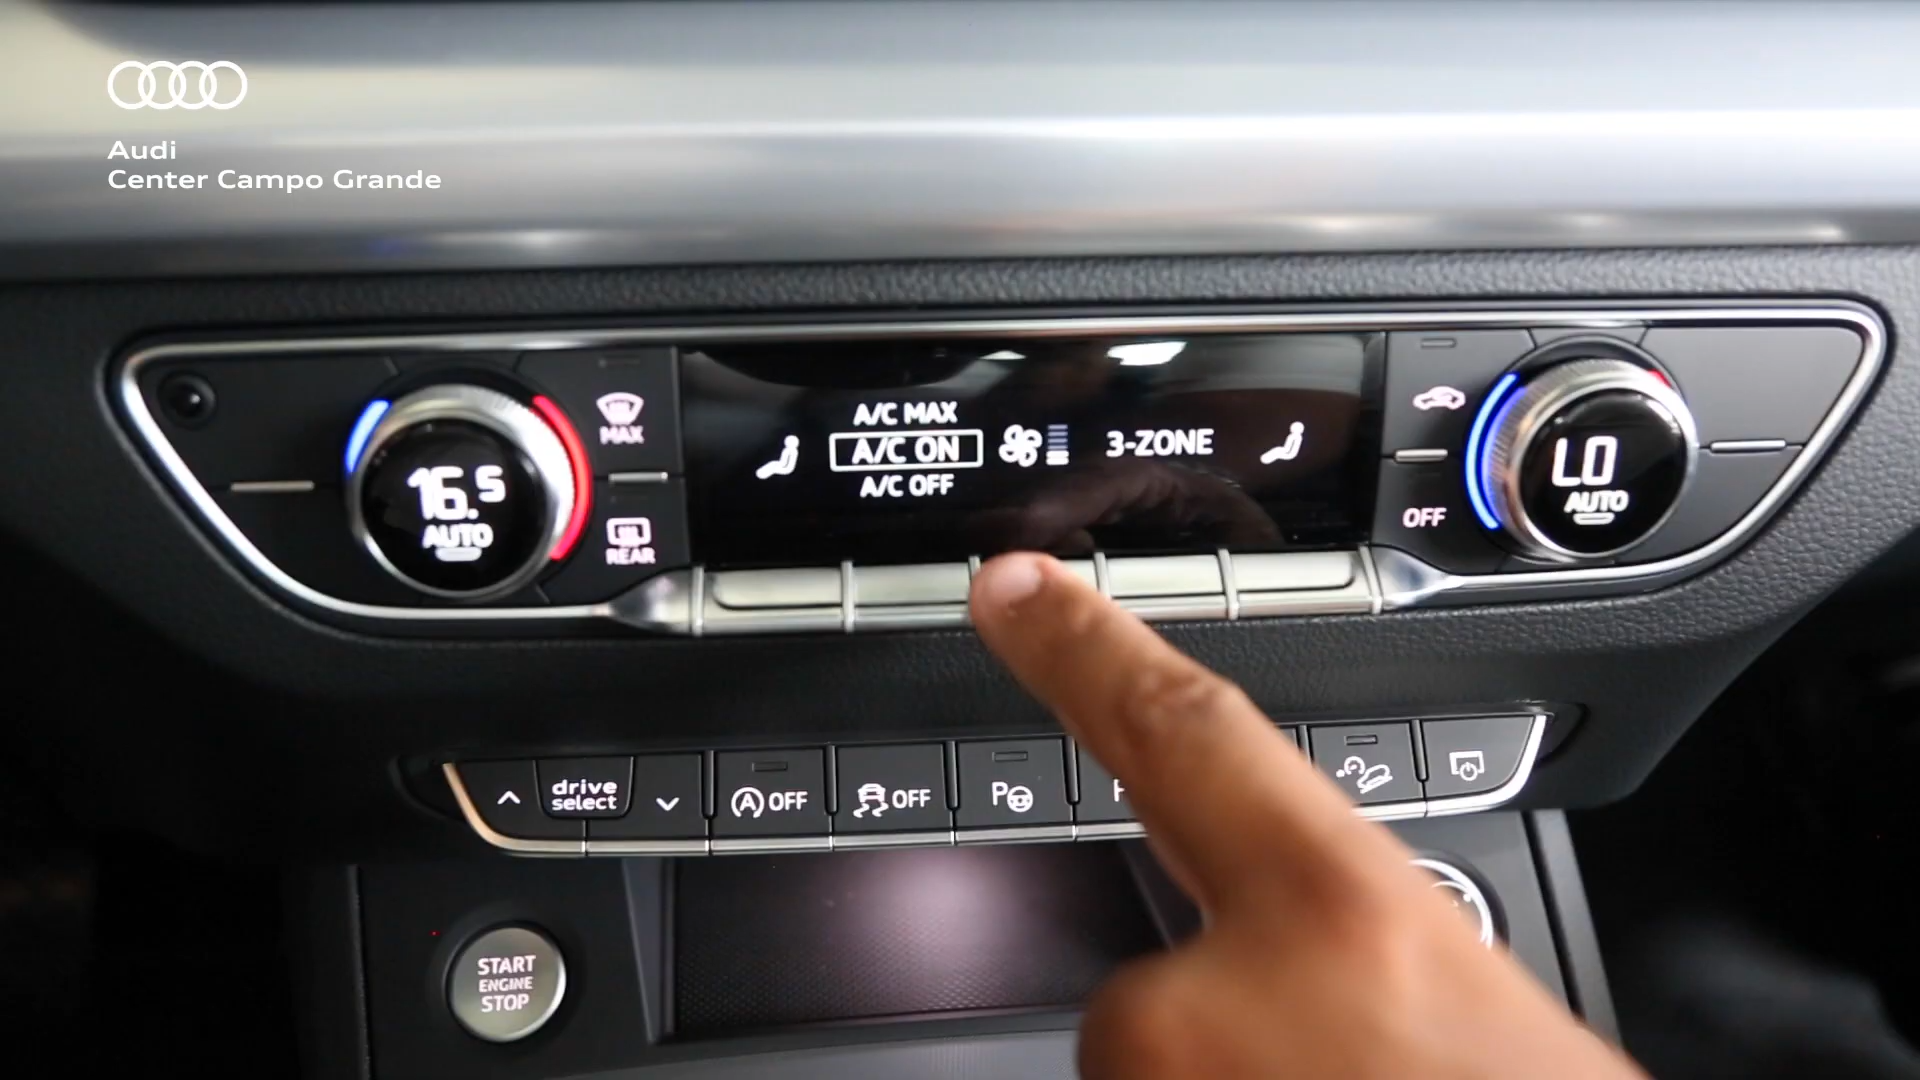 Audi
Center Campo Grande
16.5
AUTO
MAX
REAR
A/C MAX
A/C ON
A/C OFF
3-ZONE
OFF
LO
AUTO
drive
select
A OFF
OFF
P
START
ENGINE
STOP